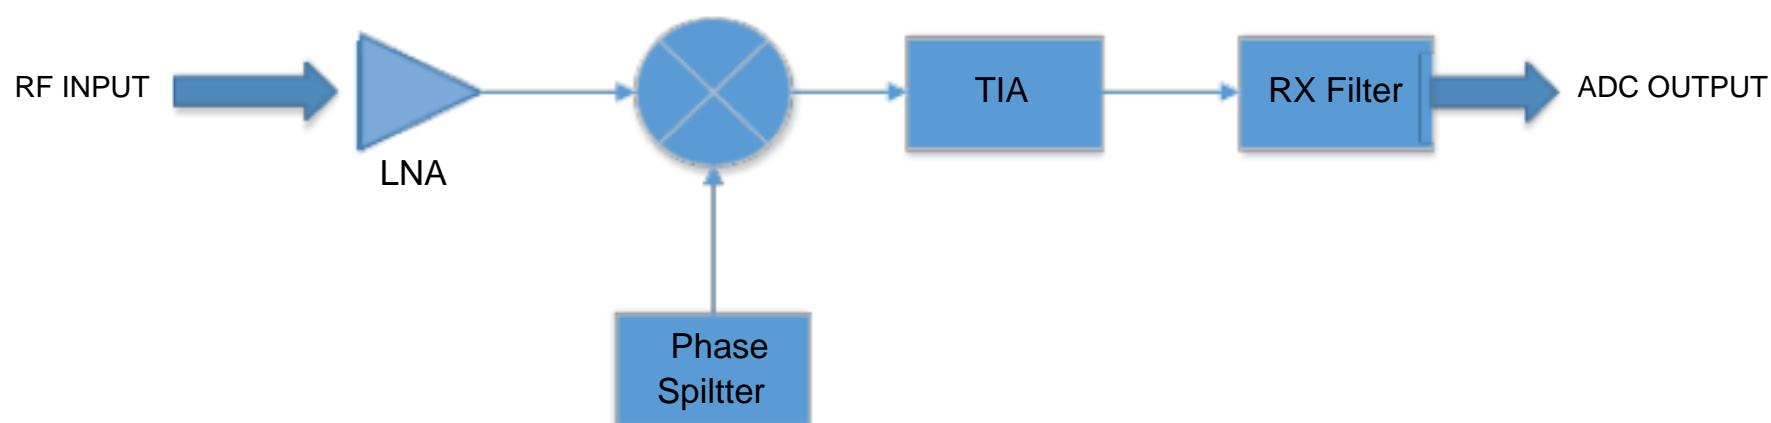 RF INPUT
LNA
TIA
RX Filter
ADC OUTPUT
Phase
Spiltter